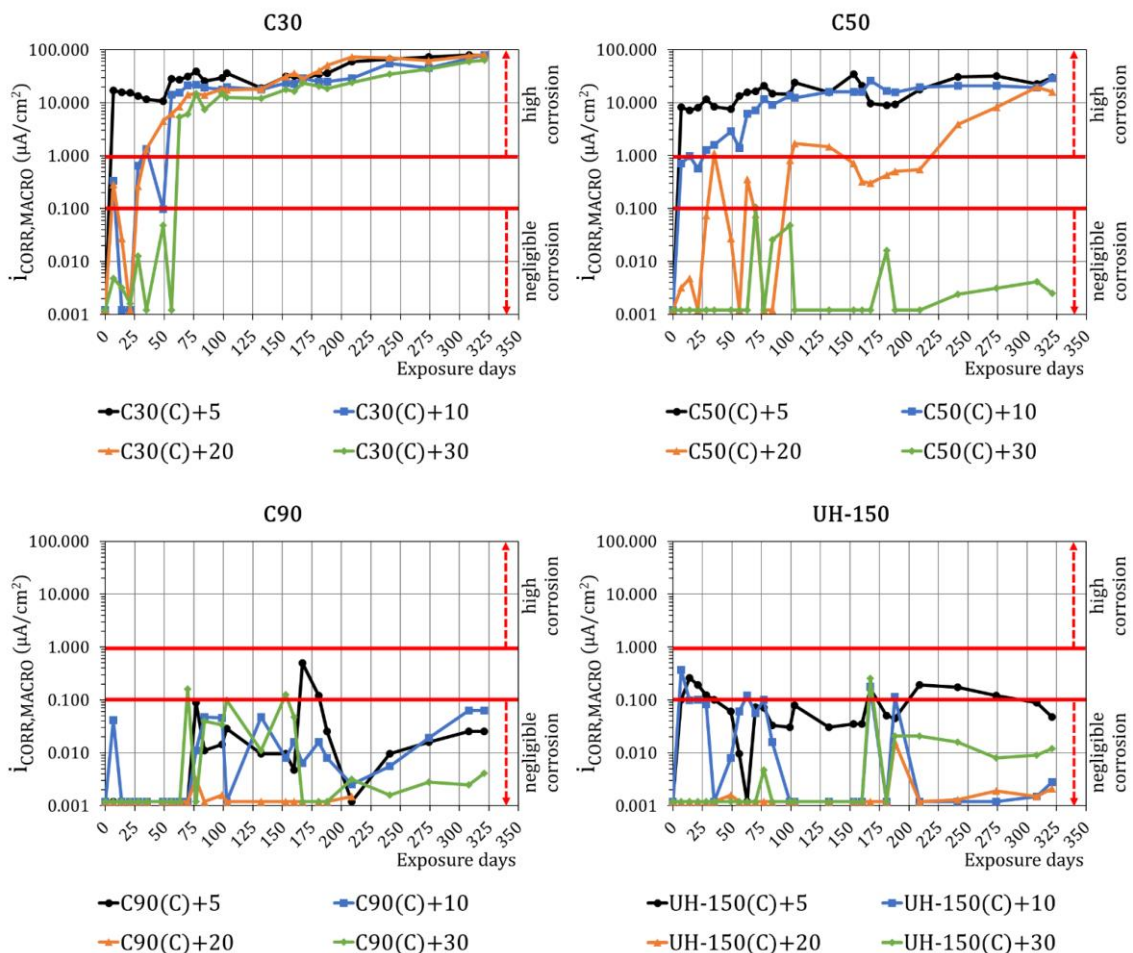 C30
100.000
10.000
1.000
0.100
0.010
0.001
iCORR,MACRO (µA/cm²)
0 25 50 75 100 125 150 175 200 225 250 275 300 325 350
Exposure days
high
corrosion
negligible
corrosion
C30(C)+5 C30(C)+10
C30(C)+20 C30(C)+30
C50
100.000
10.000
1.000
0.100
0.010
0.001
iCORR,MACRO (µA/cm²)
0 25 50 75 100 125 150 175 200 225 250 275 300 325 350
Exposure days
high
corrosion
negligible
corrosion
C50(C)+5 C50(C)+10
C50(C)+20 C50(C)+30
C90
100.000
10.000
1.000
0.100
0.010
0.001
iCORR,MACRO (µA/cm²)
0 25 50 75 100 125 150 175 200 225 250 275 300 325 350
Exposure days
high
corrosion
negligible
corrosion
C90(C)+5 C90(C)+10
C90(C)+20 C90(C)+30
UH-150
100.000
10.000
1.000
0.100
0.010
0.001
iCORR,MACRO (µA/cm²)
0 25 50 75 100 125 150 175 200 225 250 275 300 325 350
Exposure days
high
corrosion
negligible
corrosion
UH-150(C)+5 UH-150(C)+10
UH-150(C)+20 UH-150(C)+30